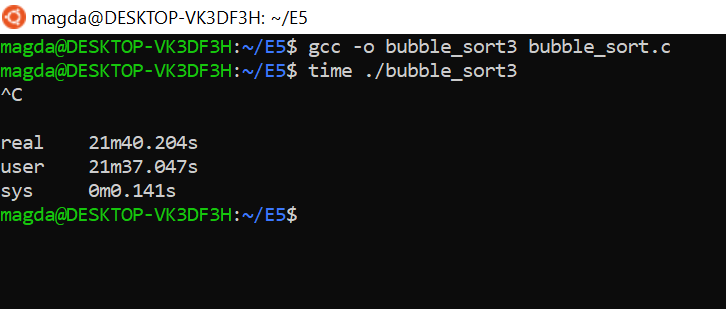 magda@DESKTOP-VK3DF3H: ~/E5
magda@DESKTOP-VK3DF3H:~/E5$ gcc -o bubble_sort3 bubble_sort.c
magda@DESKTOP-VK3DF3H:~/E5$ time ./bubble_sort3
^C
real    21m40.204s
user    21m37.047s
sys     0m0.141s
magda@DESKTOP-VK3DF3H:~/E5$